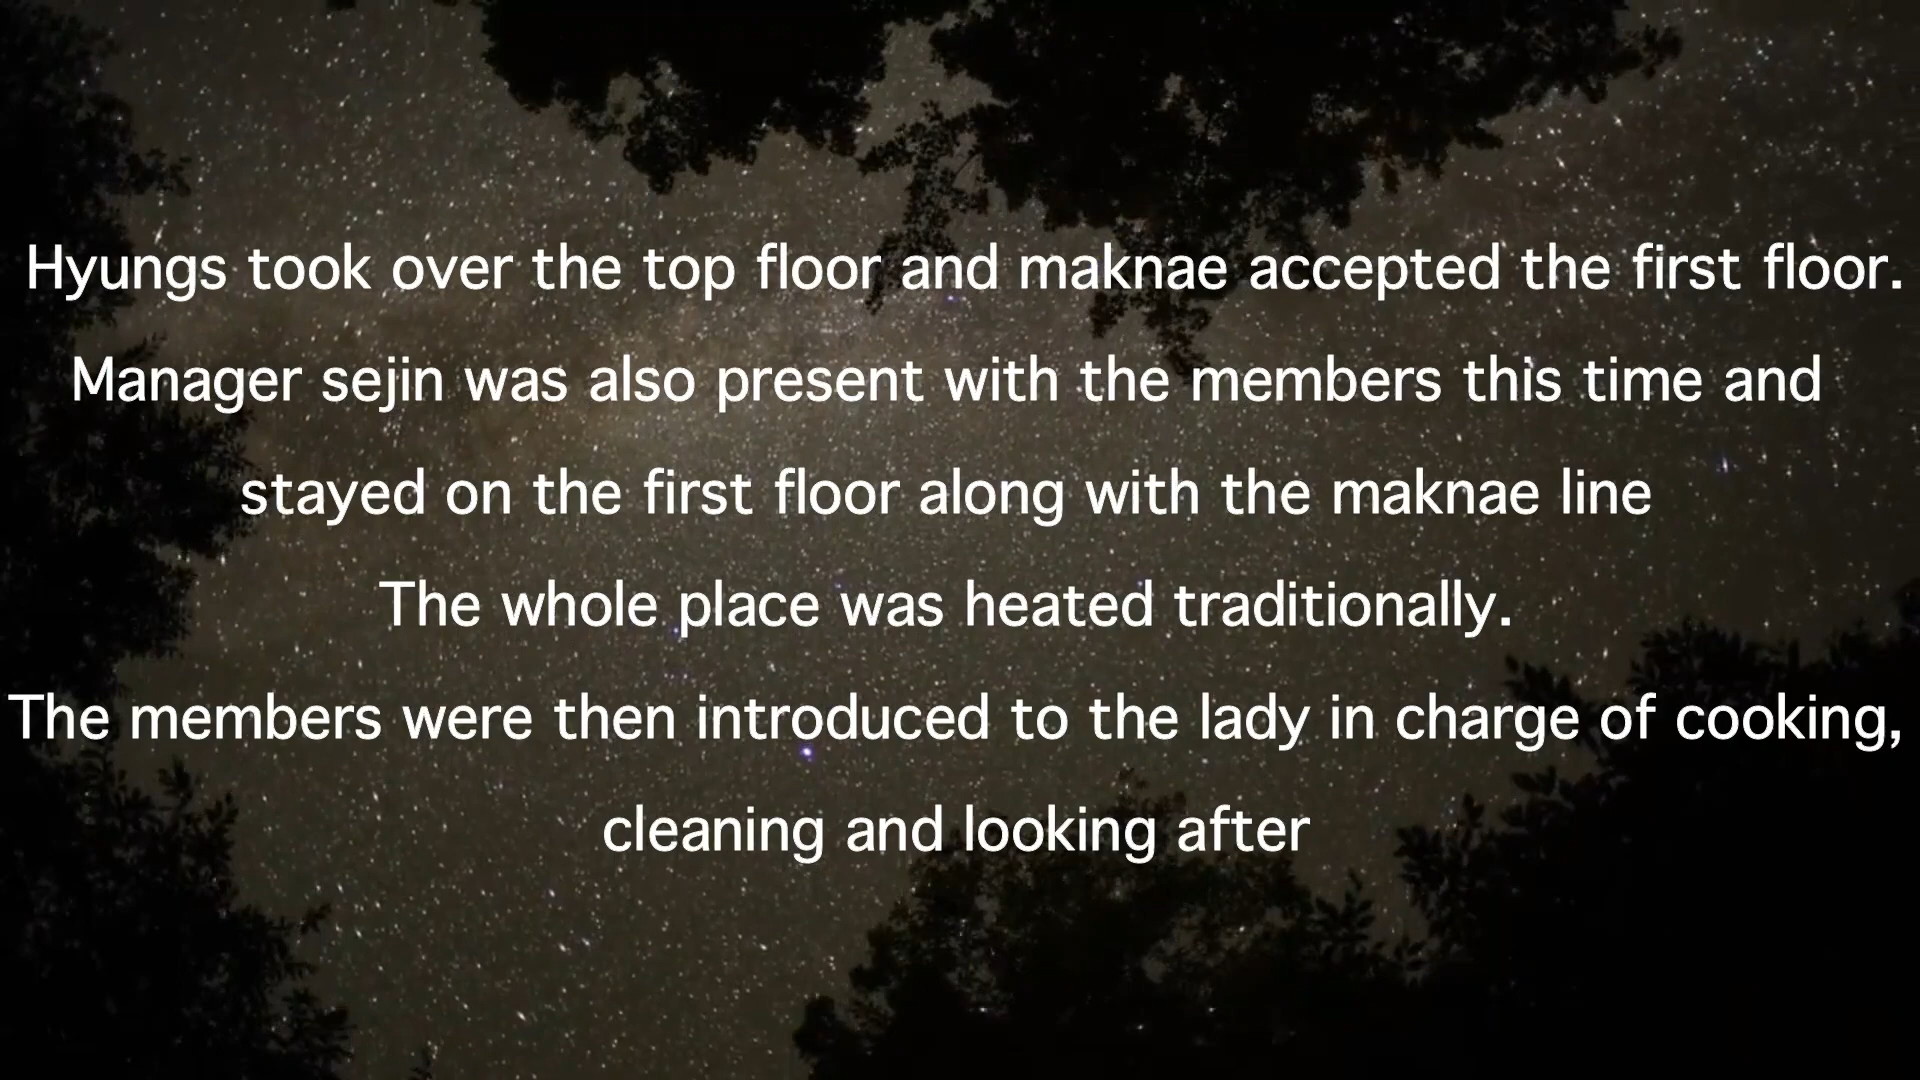 Hyungs took over the top floor and maknae accepted the first floor.
Manager sejin was also present with the members this time and
stayed on the first floor along with the maknae line
The whole place was heated traditionally.
The members were then introduced to the lady in charge of cooking,
cleaning and looking after